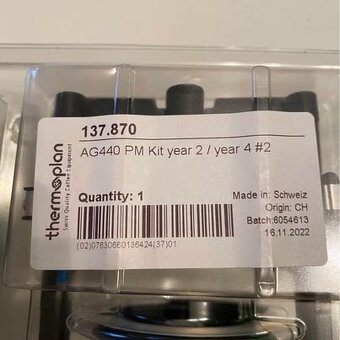 thermoplan
Swiss Quality Coffee Equipment
137.870
AG440 PM Kit year 2 / year 4 #2
Quantity: 1
Made in: Schweiz
Origin: CH
Batch:6054613
16.11.2022
(02)07630660136424(37)01